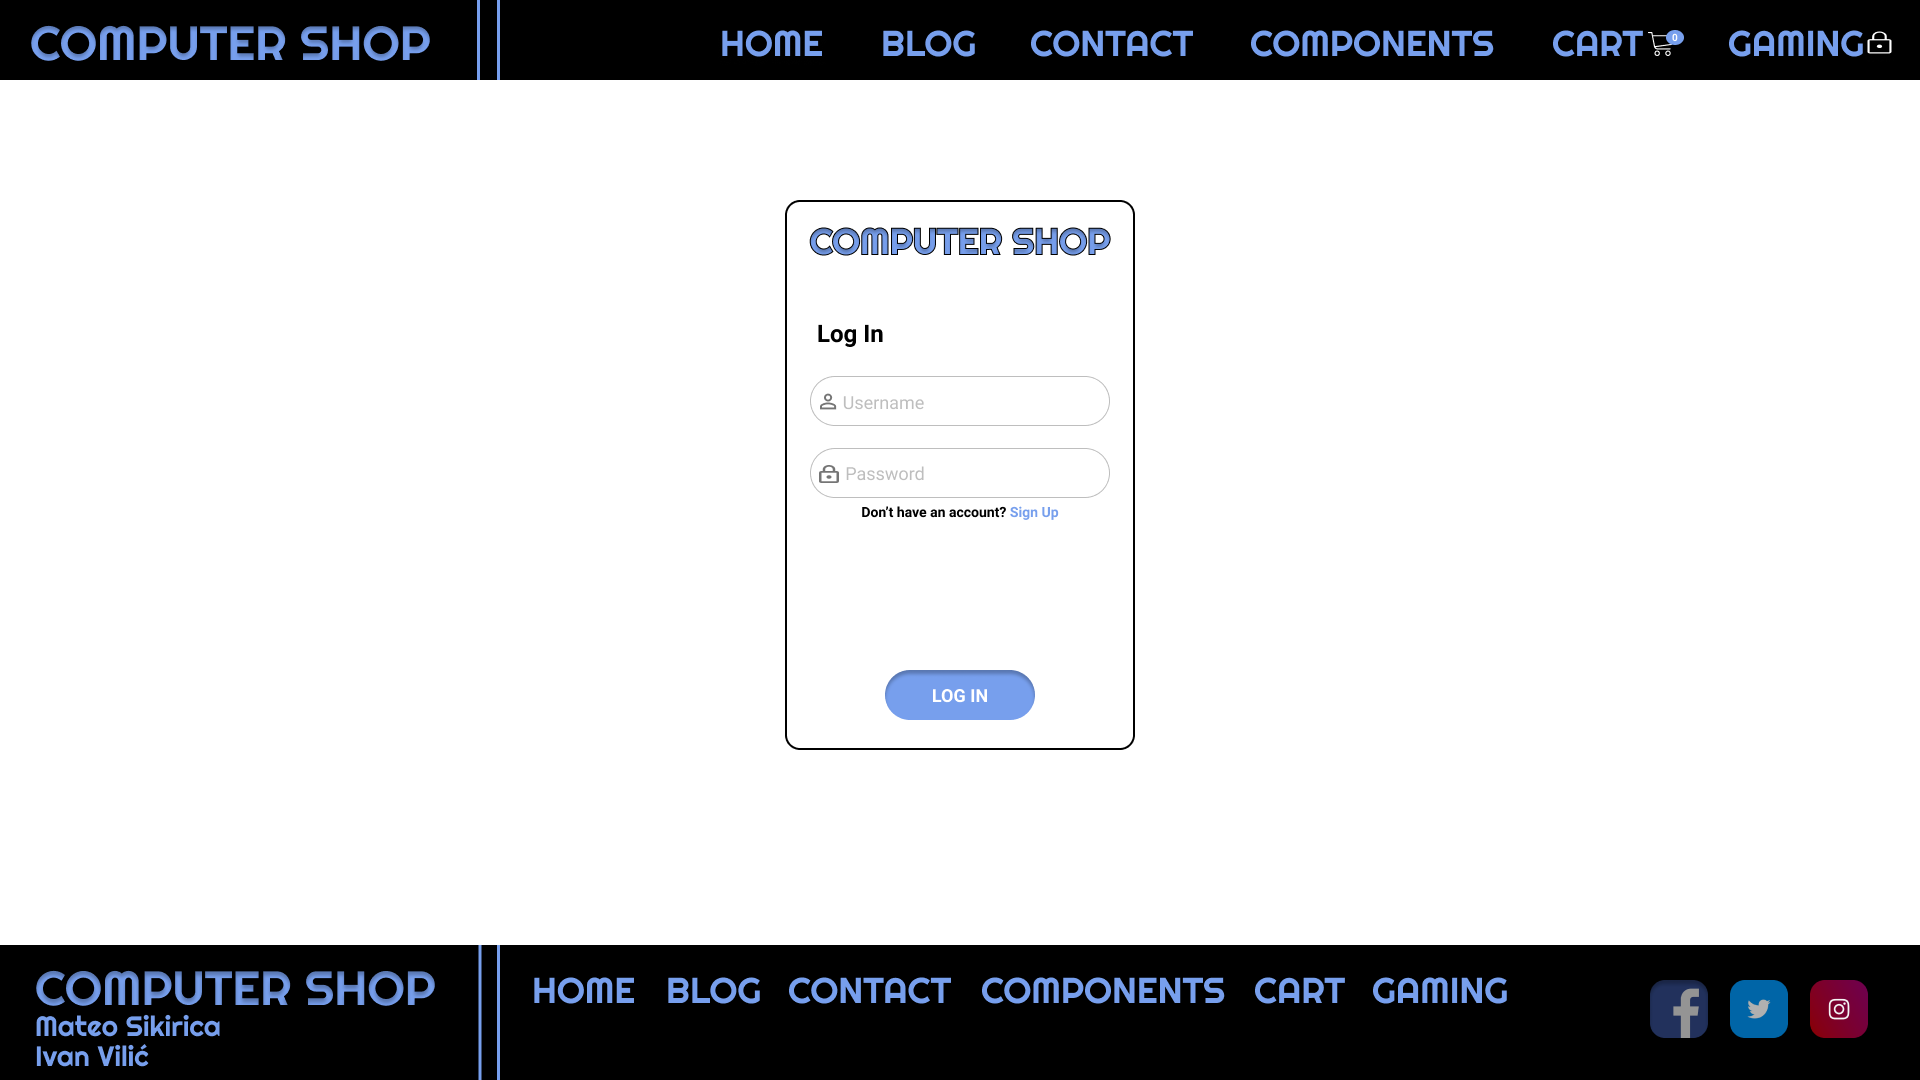 COMPUTER SHOP
HOME BLOG CONTACT COMPONENTS CART 0 GAMING
COMPUTER SHOP
Log In
Username
Password
Don't have an account? Sign Up
LOG IN
COMPUTER SHOP
Mateo Sikirica
Ivan Vilić
HOME BLOG CONTACT COMPONENTS CART GAMING